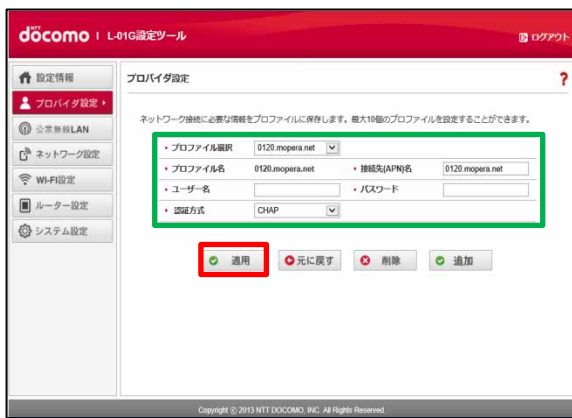 NTT
döcomo | L-01G設定ツール
ログアウト
設定情報
プロバイダ設定
公衆無線LAN
ネットワーク設定
WI-FI設定
ルーター設定
システム設定
プロバイダ設定
?
ネットワーク接続に必要な情報をプロファイルに保存します。最大10個のプロファイルを設定することができます。
・プロファイル選択 0120.mopera.net
・プロファイル名 0120.mopera.net ・接続先(APN)名 0120.mopera.net
・ユーザー名 ・パスワード
・認証方式 CHAP
適用 元に戻す 削除 追加
Copyright © 2013 NTT DOCOMO, INC. All Rights Reserved.